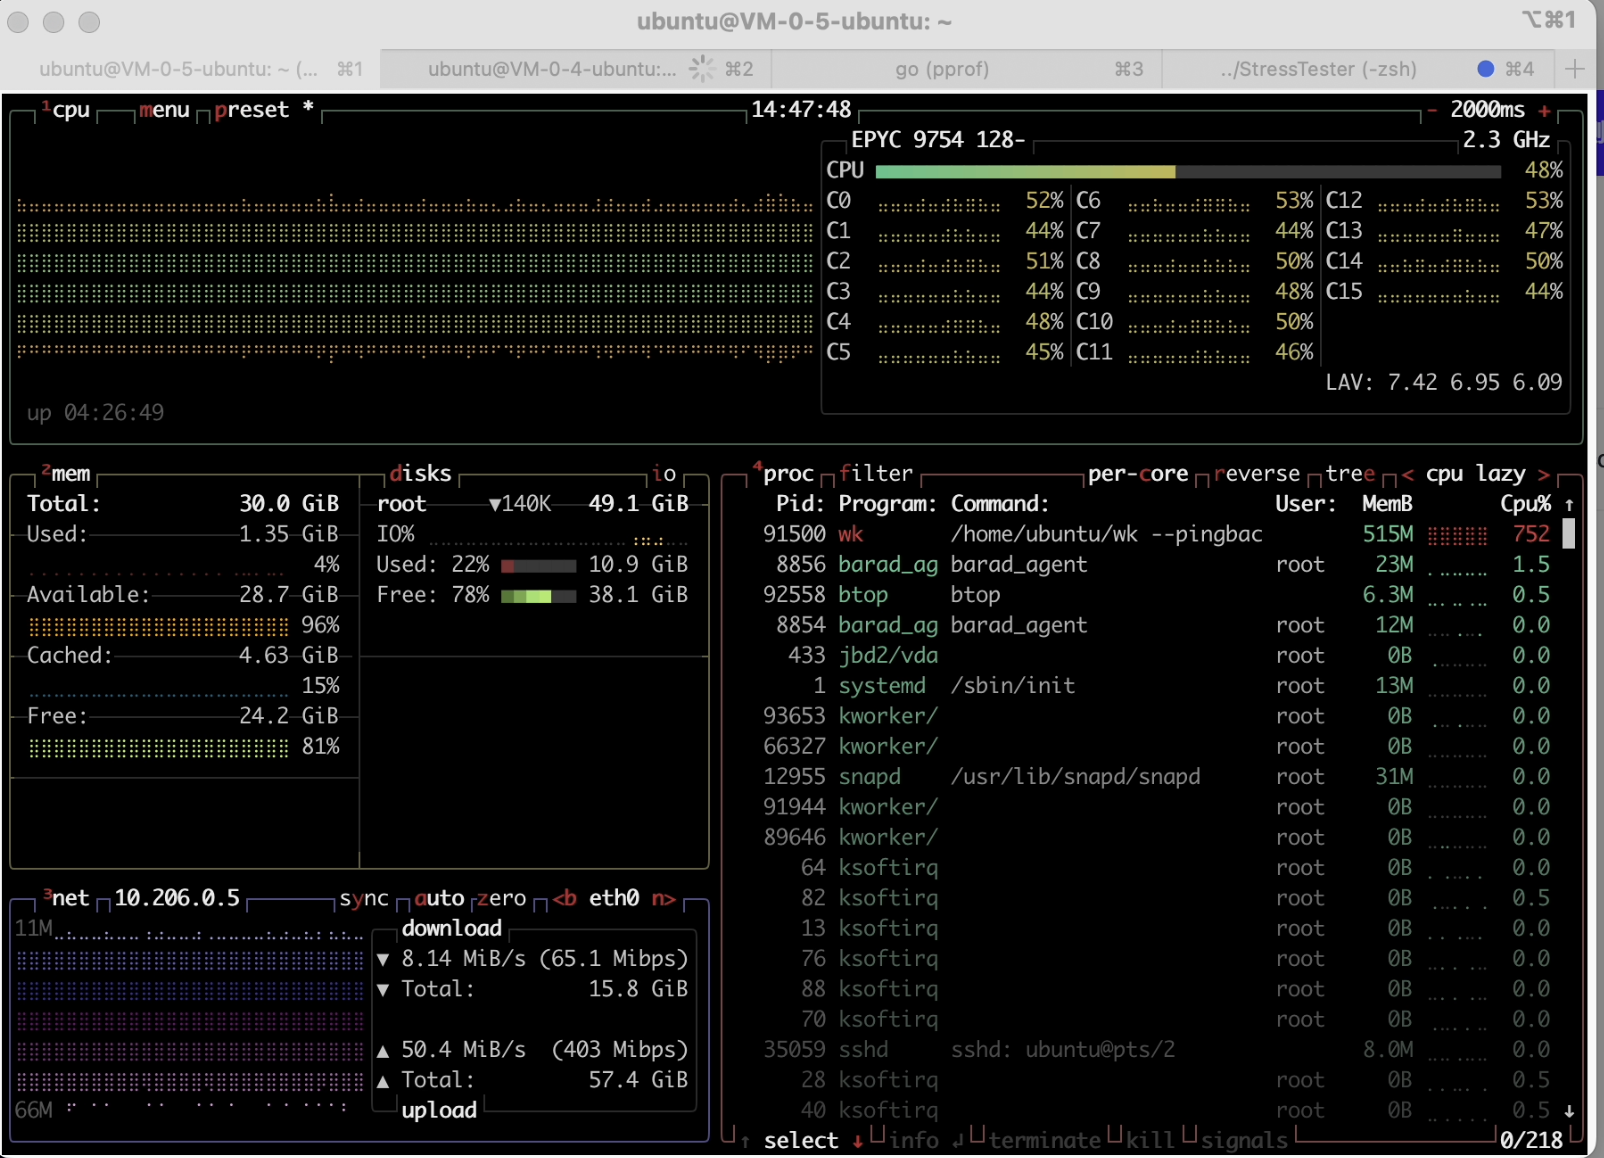 ubuntu@VM-0-5-ubuntu: ~
⌥⌘1
ubuntu@VM-0-5-ubuntu: ~ (... ⌘1
ubuntu@VM-0-4-ubuntu:... ⌘2
go (pprof) ⌘3
../StressTester (-zsh) ⌘4
¹cpu menu preset * 14:47:48 - 2000ms +
EPYC 9754 128- 2.3 GHz
CPU 48%
C0 52% C6 53% C12 53%
C1 44% C7 44% C13 47%
C2 51% C8 50% C14 50%
C3 44% C9 48% C15 44%
C4 48% C10 50%
C5 45% C11 46%
LAV: 7.42 6.95 6.09
up 04:26:49
²mem
Total: 30.0 GiB
Used: 1.35 GiB
4%
Available: 28.7 GiB
96%
Cached: 4.63 GiB
15%
Free: 24.2 GiB
81%
disks io
root ▼140K 49.1 GiB
IO%
Used: 22% 10.9 GiB
Free: 78% 38.1 GiB
³net 10.206.0.5 sync auto zero <b eth0 n>
11M
download
▼ 8.14 MiB/s (65.1 Mibps)
▼ Total: 15.8 GiB
▲ 50.4 MiB/s (403 Mibps)
▲ Total: 57.4 GiB
upload
66M
⁴proc filter per-core reverse tree < cpu lazy >
Pid: Program: Command: User: MemB Cpu% ↑
91500 wk /home/ubuntu/wk --pingbac 515M 752
8856 barad_ag barad_agent root 23M 1.5
92558 btop btop 6.3M 0.5
8854 barad_ag barad_agent root 12M 0.0
433 jbd2/vda root 0B 0.0
1 systemd /sbin/init root 13M 0.0
93653 kworker/ root 0B 0.0
66327 kworker/ root 0B 0.0
12955 snapd /usr/lib/snapd/snapd root 31M 0.0
91944 kworker/ root 0B 0.0
89646 kworker/ root 0B 0.0
64 ksoftirq root 0B 0.0
82 ksoftirq root 0B 0.5
13 ksoftirq root 0B 0.0
76 ksoftirq root 0B 0.0
88 ksoftirq root 0B 0.0
70 ksoftirq root 0B 0.0
35059 sshd sshd: ubuntu@pts/2 8.0M 0.0
28 ksoftirq root 0B 0.5
40 ksoftirq root 0B 0.5 ↓
↑ select ↓ info ↲ terminate kill signals 0/218